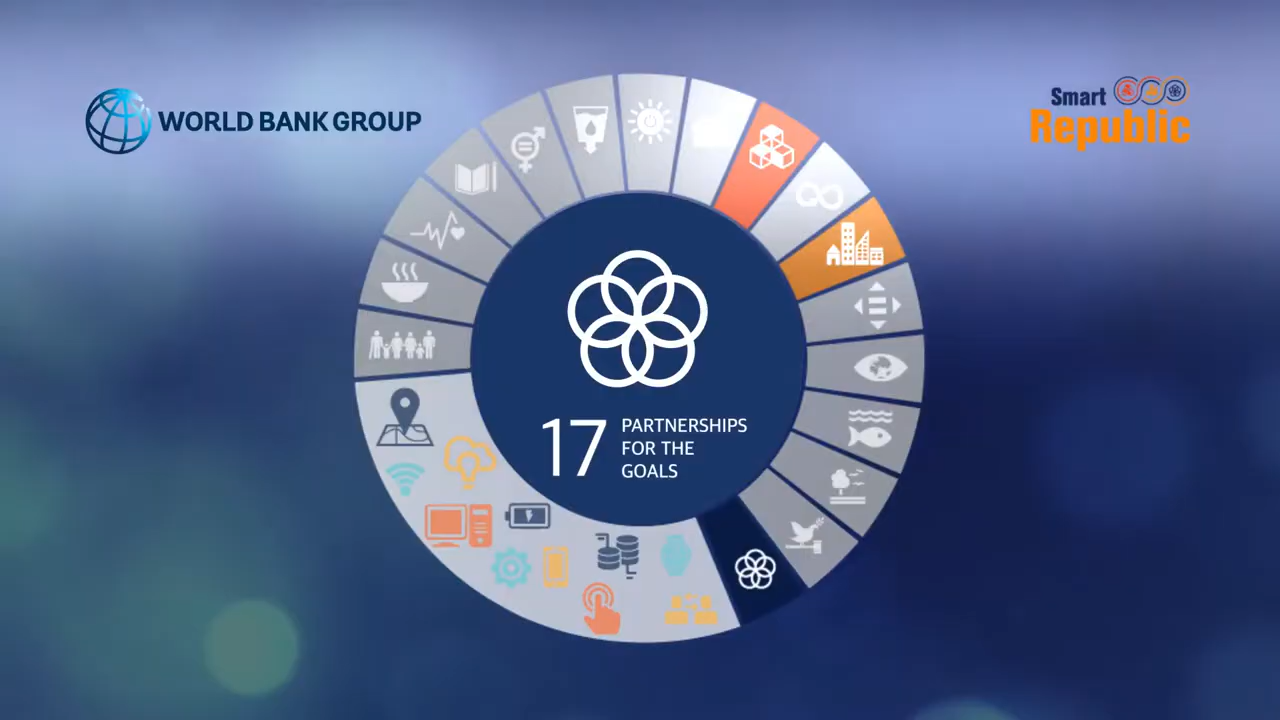 WORLD BANK GROUP
Smart
Republic
17
PARTNERSHIPS
FOR THE
GOALS